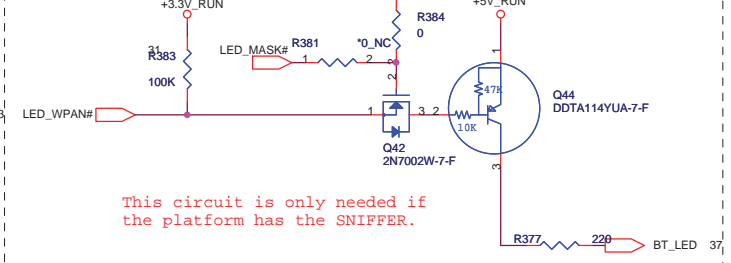 +3.3V_RUN
+5V_RUN
R384
0
31
R383
100K
LED_MASK#
R381
*0_NC
1
2
2
2
1
47K
10K
Q44
DDTA114YUA-7-F
3
LED_WPAN#
1
3
2
Q42
2N7002W-7-F
3
This circuit is only needed if
the platform has the SNIFFER.
R377
220
BT_LED
37